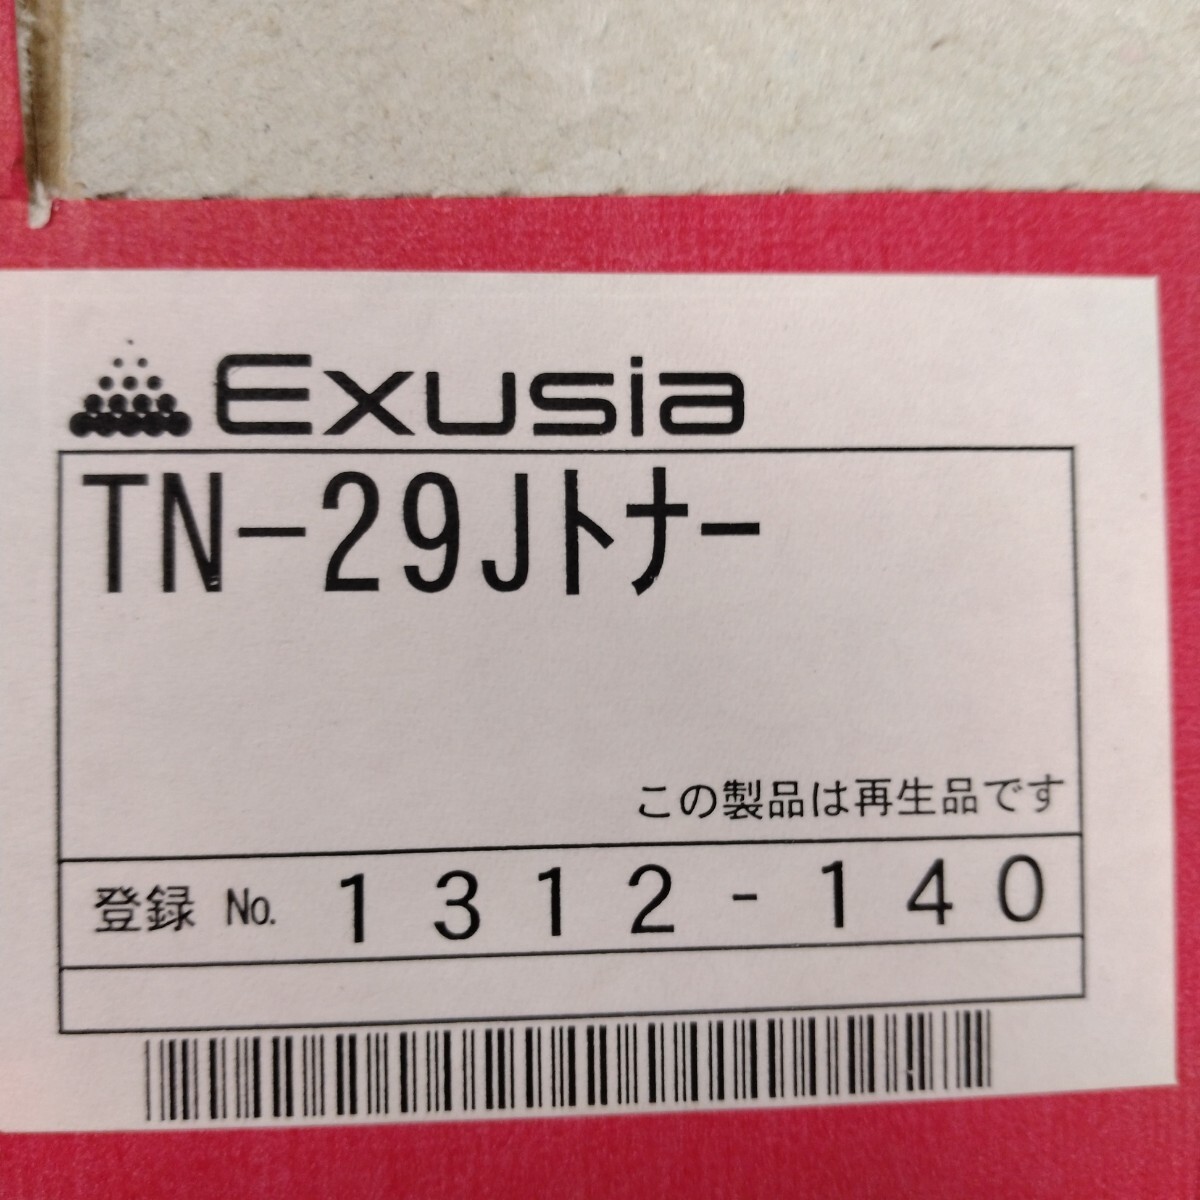 Exusia
TN-29Jトナー
この製品は再生品です
登録 No. 1312-140